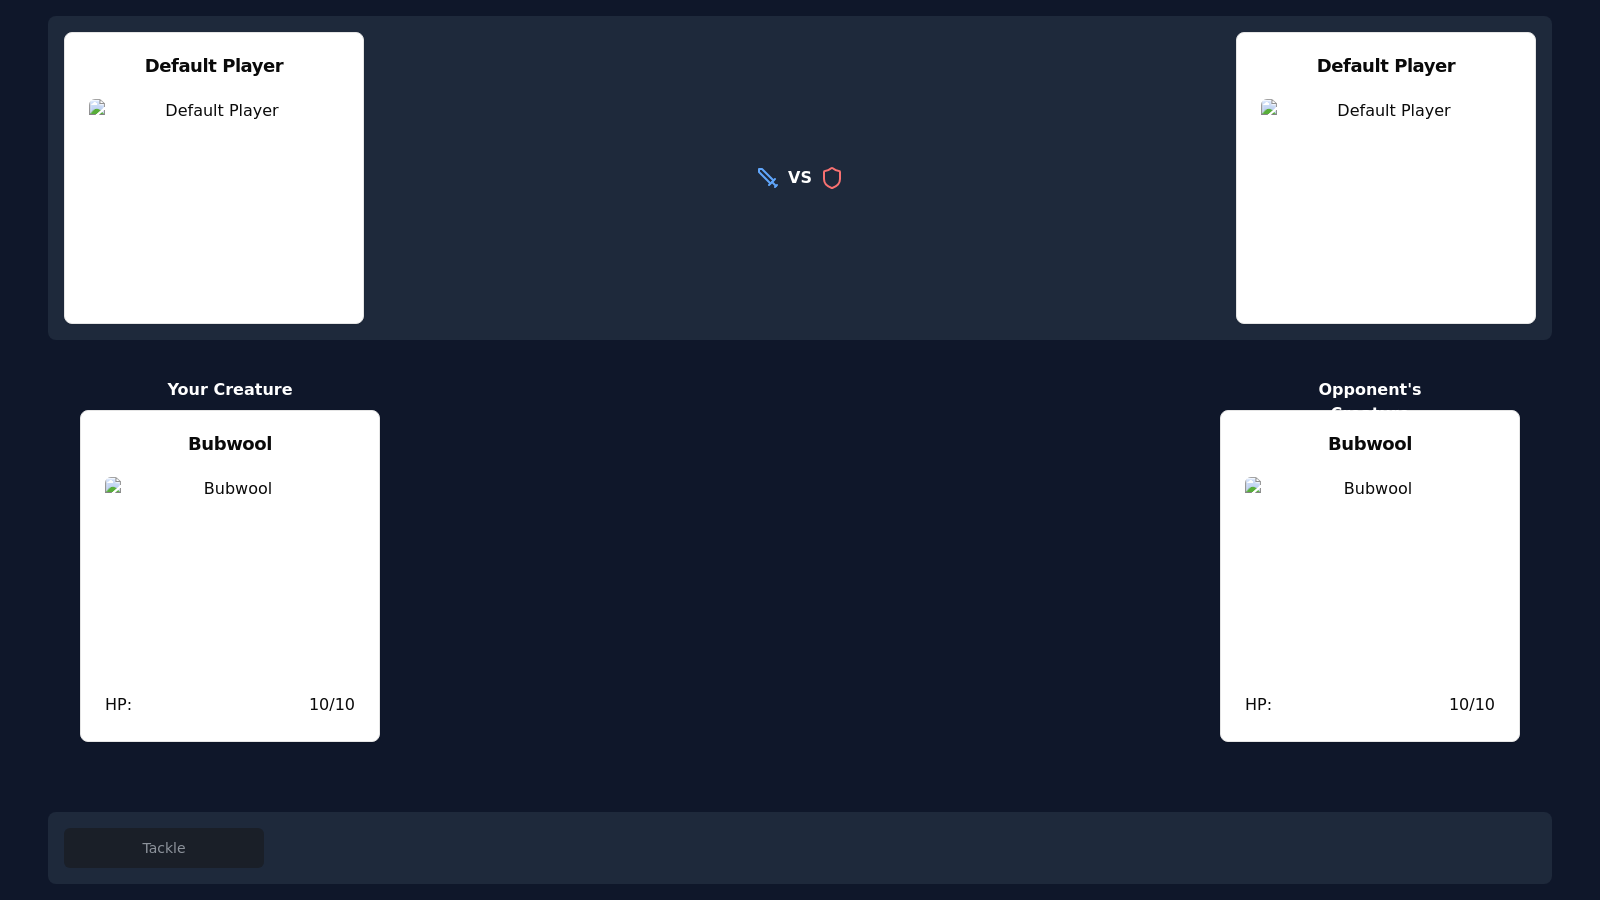 Default Player
Default Player
Default Player
Default Player
VS
Your Creature
Opponent's
Bubwool
Bubwool
Bubwool
Bubwool
HP: 10/10
HP: 10/10
Tackle